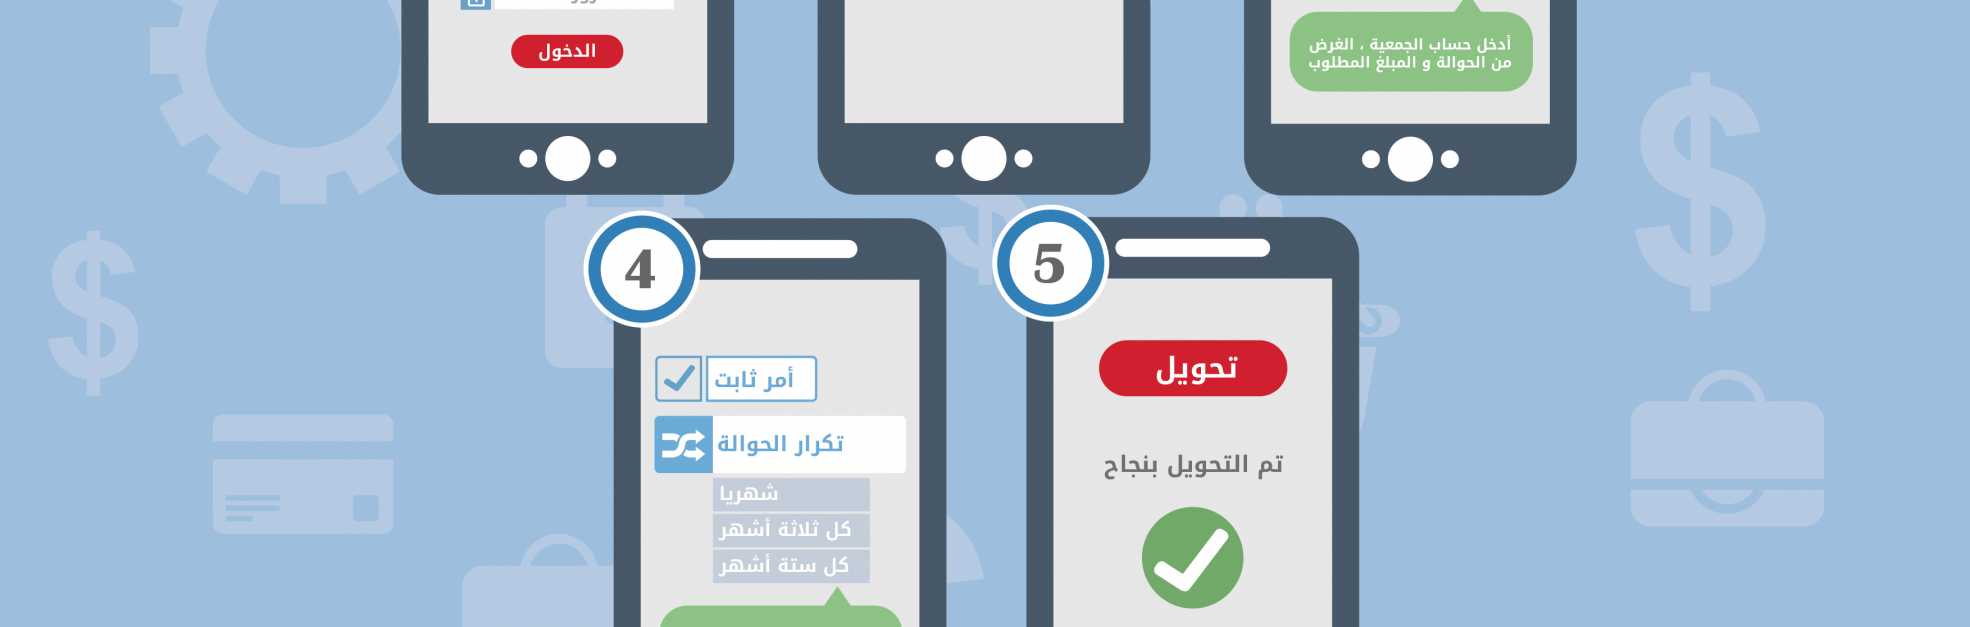 الدخول
أدخل حساب الجمعية ، الغرض
من الحوالة و المبلغ المطلوب
4
أمر ثابت
تكرار الحوالة
شهريا
كل ثلاثة أشهر
كل ستة أشهر
5
تحويل
تم التحويل بنجاح